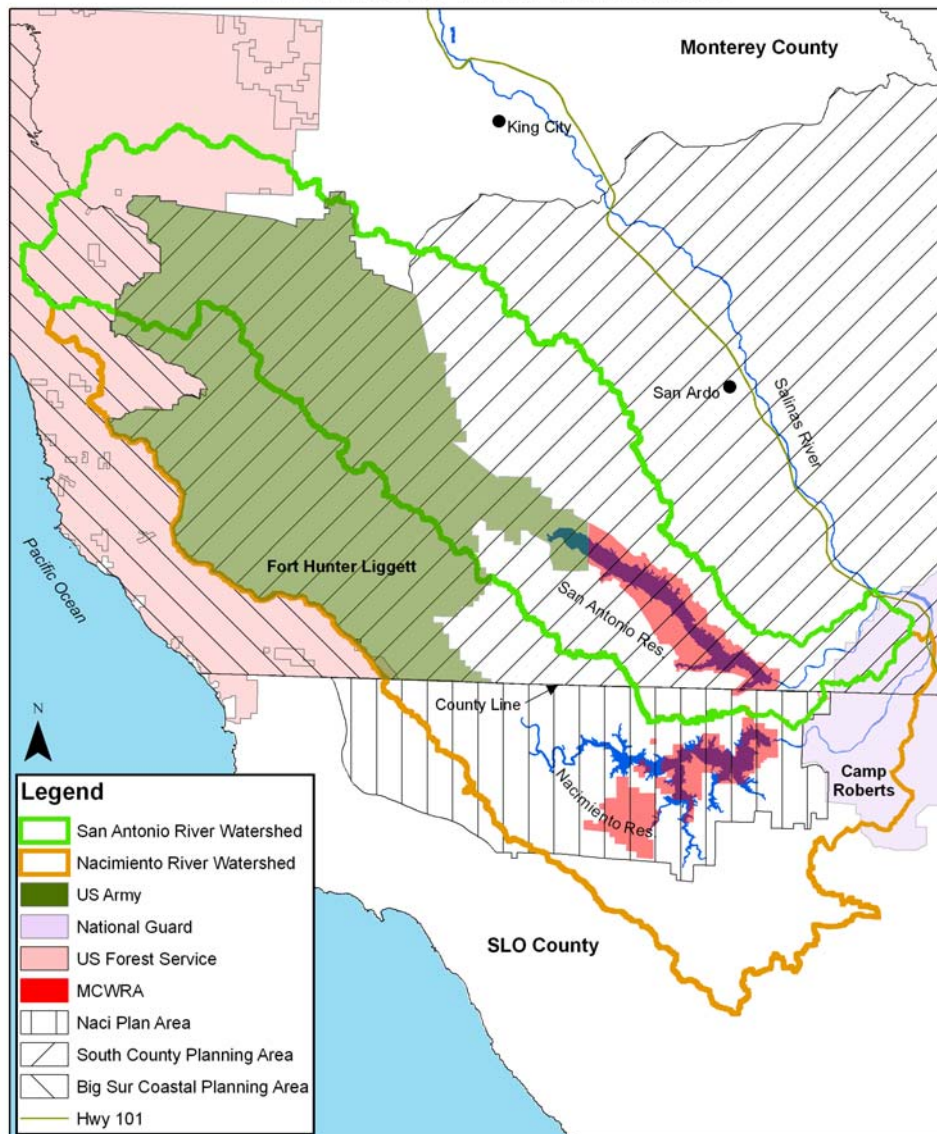 Monterey County
King City
San Ardo
Salinas River
Fort Hunter Liggett
Pacific Ocean
San Antonio Res.
County Line
Nacimiento Res.
Camp
Roberts
SLO County
N
Legend
San Antonio River Watershed
Nacimiento River Watershed
US Army
National Guard
US Forest Service
MCWRA
Naci Plan Area
South County Planning Area
Big Sur Coastal Planning Area
Hwy 101